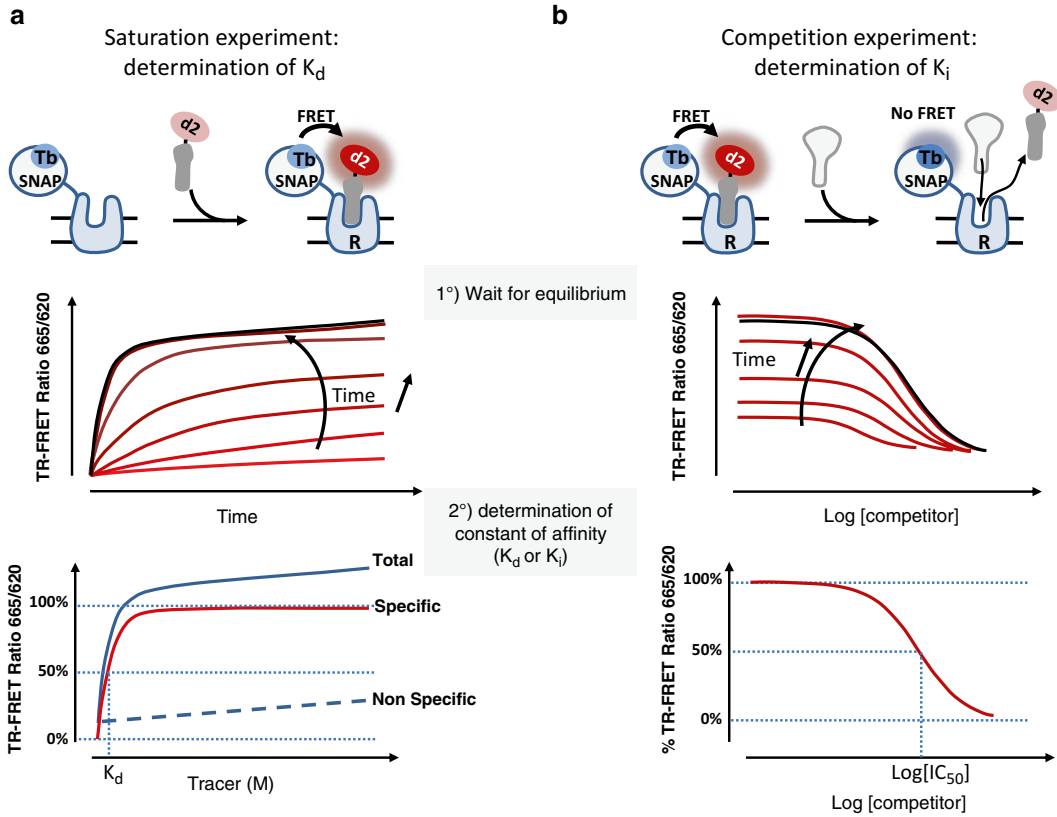 a
Saturation experiment:
determination of Kd
d2
Tb
SNAP
FRET
Tb
d2
SNAP
R
b
Competition experiment:
determination of Ki
FRET
Tb
d2
SNAP
R
No FRET
d2
Tb
SNAP
R
1°) Wait for equilibrium
TR-FRET Ratio 665/620
Time
Time
TR-FRET Ratio 665/620
Time
Log [competitor]
2°) determination of
constant of affinity
(Kd or Ki)
TR-FRET Ratio 665/620
100%
50%
0%
Total
Specific
Non Specific
Kd
Tracer (M)
% TR-FRET Ratio 665/620
100%
50%
0%
Log[IC50]
Log [competitor]